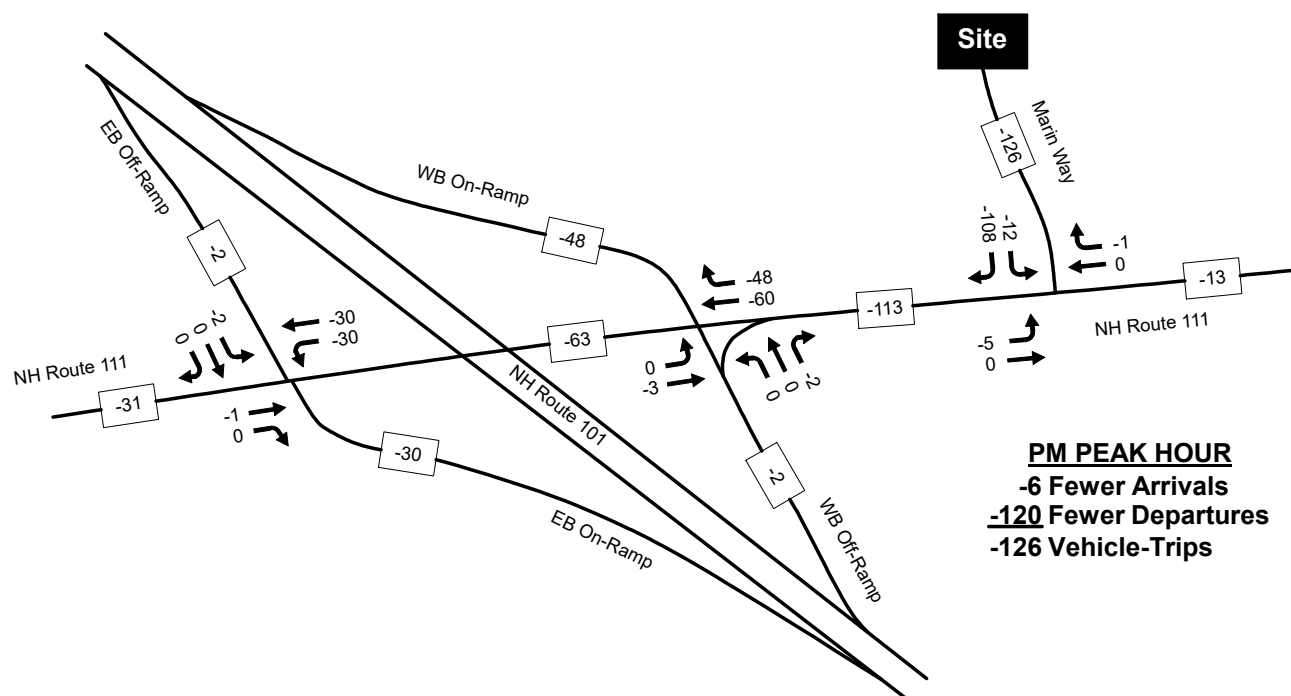 Site
Marin Way
-126
EB Off-Ramp
WB On-Ramp
-2
-48
-108
-12
-1
0
-13
-48
-60
-113
NH Route 111
0
0
-2
-30
-30
-63
-5
0
NH Route 111
-31
0
-3
0
0
-2
NH Route 101
-1
0
-30
-2
EB On-Ramp
WB Off-Ramp
PM PEAK HOUR
-6 Fewer Arrivals
-120 Fewer Departures
-126 Vehicle-Trips